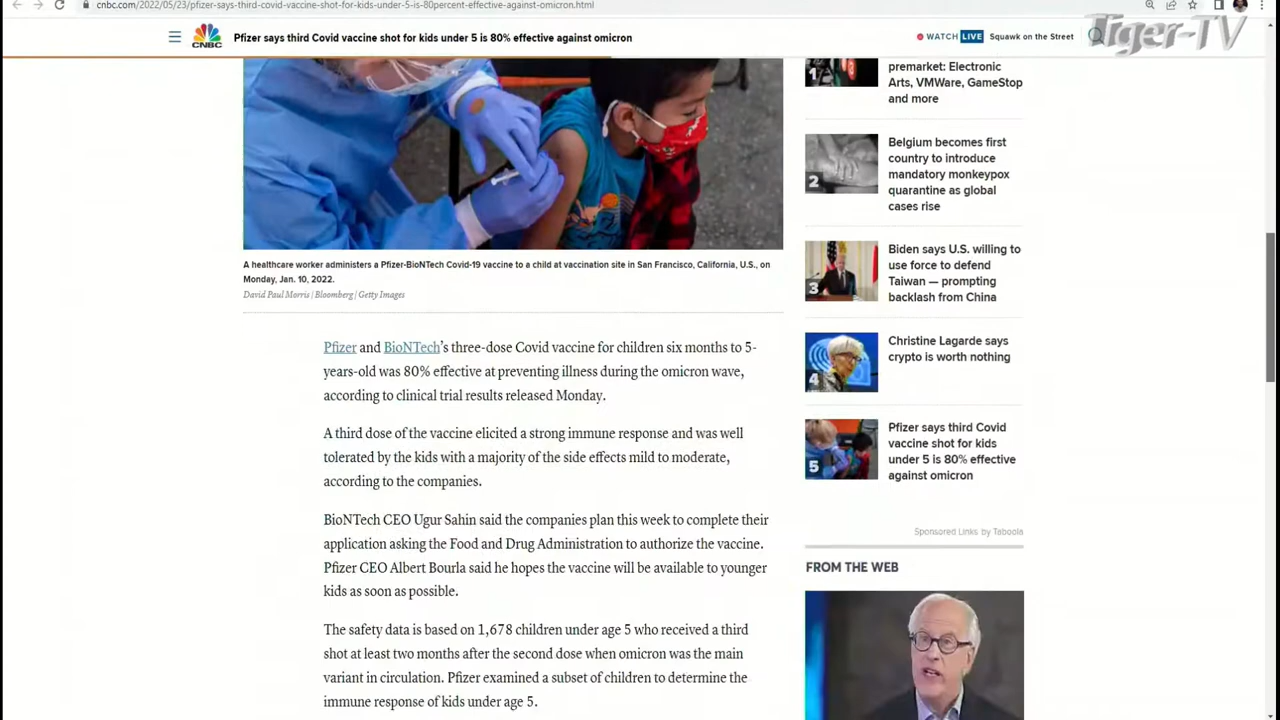 cnbc.com/2022/05/23/pfizer-says-third-covid-vaccine-shot-for-kids-under-5-is-80percent-effective-against-omicron.html
CNBC
Pfizer says third Covid vaccine shot for kids under 5 is 80% effective against omicron
WATCH LIVE
Squawk on the Street
Tiger-TV
A healthcare worker administers a Pfizer-BioNTech Covid-19 vaccine to a child at vaccination site in San Francisco, California, U.S., on
Monday, Jan. 10, 2022.
David Paul Morris | Bloomberg | Getty Images
Pfizer and BioNTech's three-dose Covid vaccine for children six months to 5-
years-old was 80% effective at preventing illness during the omicron wave,
according to clinical trial results released Monday.
A third dose of the vaccine elicited a strong immune response and was well
tolerated by the kids with a majority of the side effects mild to moderate,
according to the companies.
BioNTech CEO Ugur Sahin said the companies plan this week to complete their
application asking the Food and Drug Administration to authorize the vaccine.
Pfizer CEO Albert Bourla said he hopes the vaccine will be available to younger
kids as soon as possible.
The safety data is based on 1,678 children under age 5 who received a third
shot at least two months after the second dose when omicron was the main
variant in circulation. Pfizer examined a subset of children to determine the
immune response of kids under age 5.
1
premarket: Electronic
Arts, VMWare, GameStop
and more
2
Belgium becomes first
country to introduce
mandatory monkeypox
quarantine as global
cases rise
3
Biden says U.S. willing to
use force to defend
Taiwan — prompting
backlash from China
4
Christine Lagarde says
crypto is worth nothing
5
Pfizer says third Covid
vaccine shot for kids
under 5 is 80% effective
against omicron
Sponsored Links by Taboola
FROM THE WEB